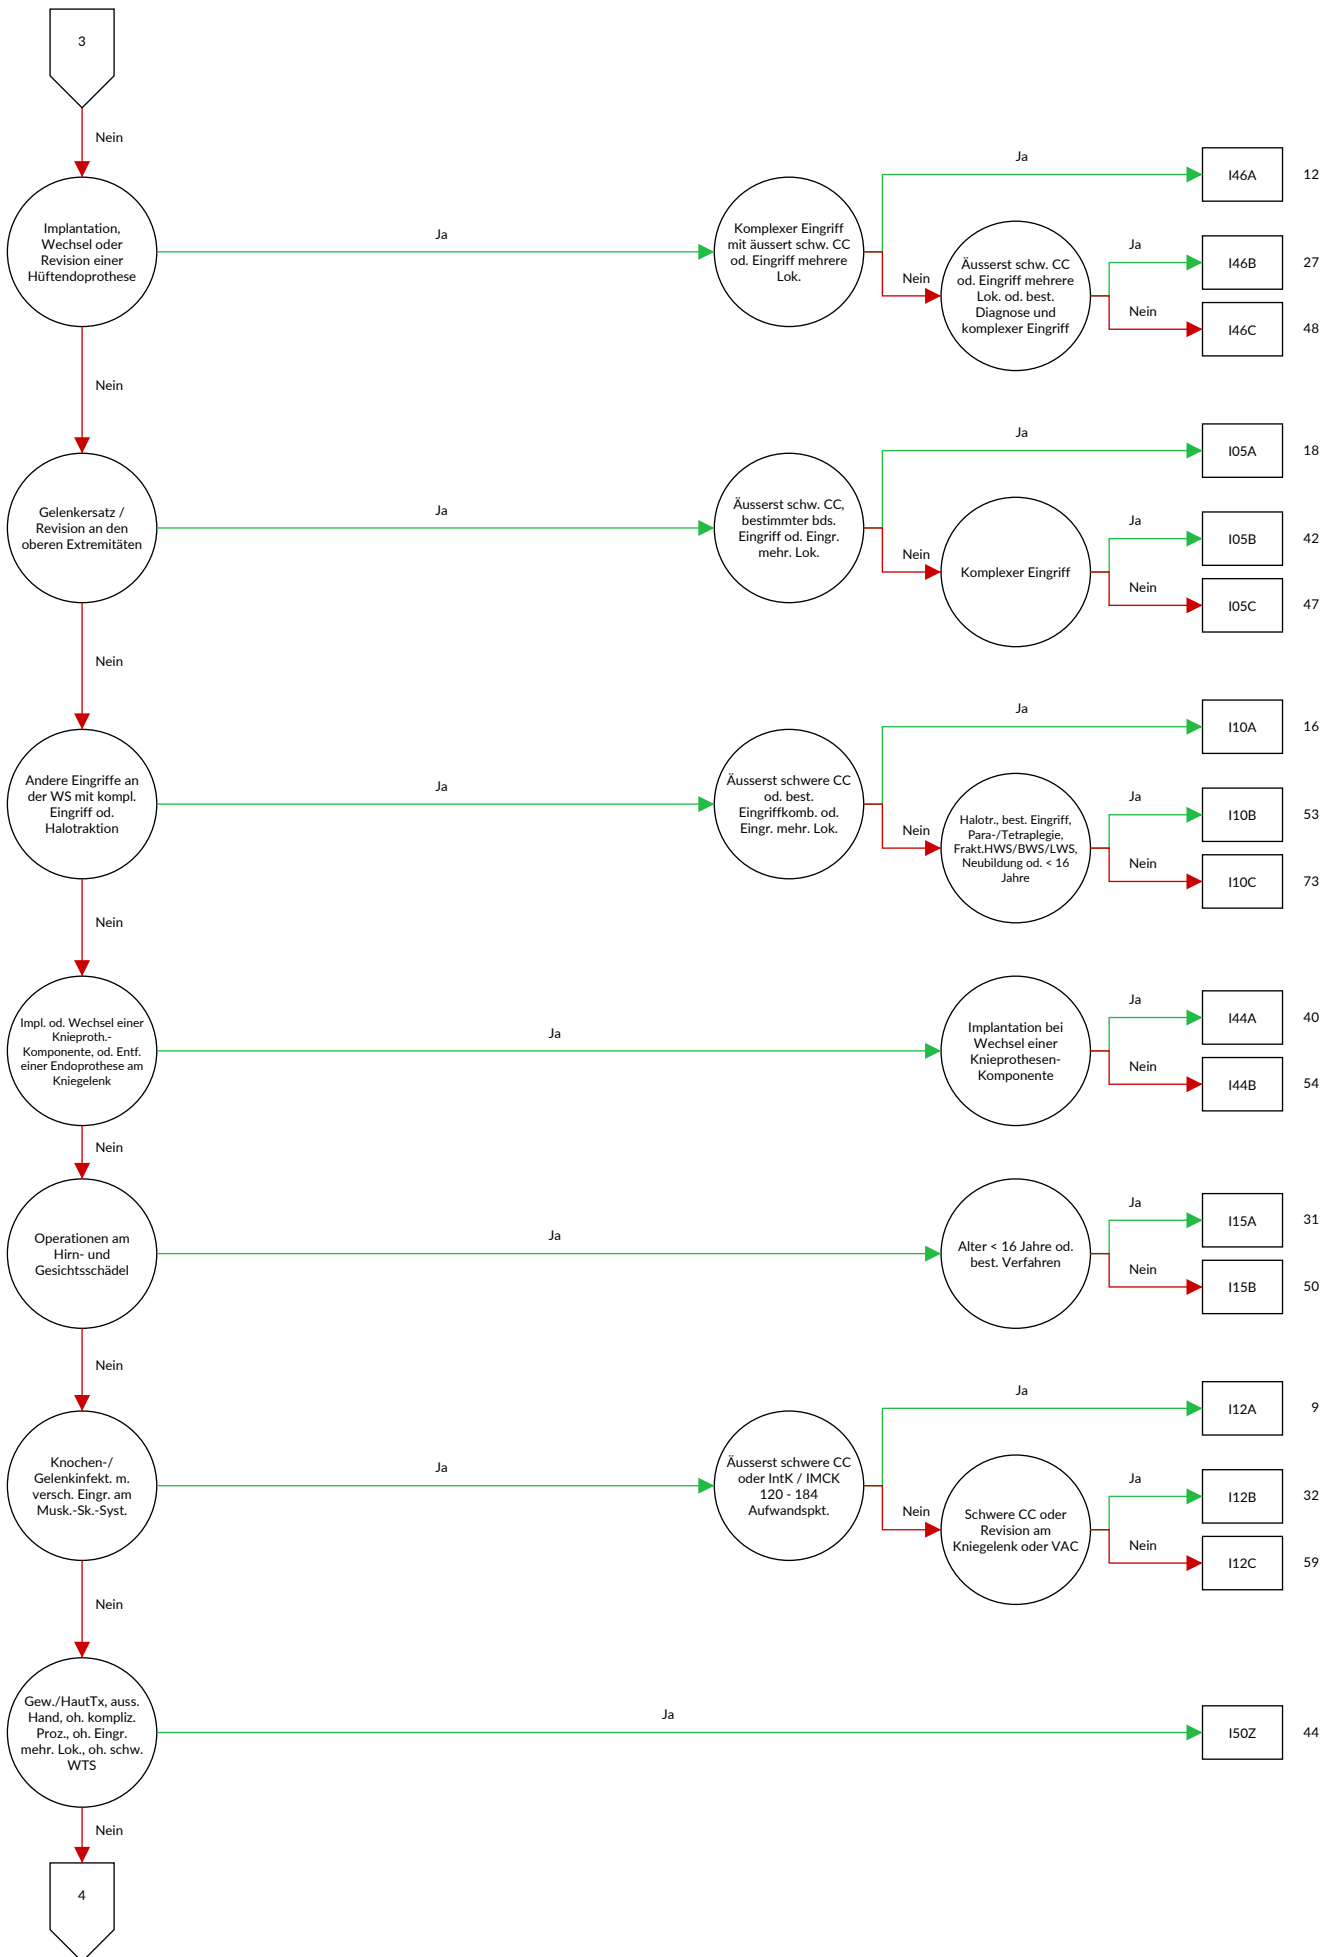 3
Nein
Ja
I46A 12
Implantation,
Wechsel oder
Revision einer
Hüftendoprothese
Ja
Komplexer Eingriff
mit äussert schw. CC
od. Eingriff mehrere
Lok.
Nein
Äusserst schw. CC
od. Eingriff mehrere
Lok. od. best.
Diagnose und
komplexer Eingriff
Ja
I46B 27
Nein
I46C 48
Nein
Ja
I05A 18
Gelenkersatz /
Revision an den
oberen Extremitäten
Ja
Äusserst schw. CC,
bestimmter bds.
Eingriff od. Eingr.
mehr. Lok.
Nein
Komplexer Eingriff
Ja
I05B 42
Nein
I05C 47
Nein
Ja
I10A 16
Andere Eingriffe an
der WS mit kompl.
Eingriff od.
Halotraktion
Ja
Äusserst schwere CC
od. best.
Eingriffkomb. od.
Eingr. mehr. Lok.
Nein
Halotr., best. Eingriff,
Para-/Tetraplegie,
Frakt.HWS/BWS/LWS,
Neubildung od. < 16
Jahre
Ja
I10B 53
Nein
I10C 73
Nein
Impl. od. Wechsel einer
Knieproth.-
Komponente, od. Entf.
einer Endoprothese am
Kniegelenk
Ja
Implantation bei
Wechsel einer
Knieprothesen-
Komponente
Ja
I44A 40
Nein
I44B 54
Nein
Operationen am
Hirn- und
Gesichtsschädel
Ja
Alter < 16 Jahre od.
best. Verfahren
Ja
I15A 31
Nein
I15B 50
Nein
Ja
I12A 9
Knochen-/
Gelenkinfekt. m.
versch. Eingr. am
Musk.-Sk.-Syst.
Ja
Äusserst schwere CC
oder IntK / IMCK
120 - 184
Aufwandspkt.
Nein
Schwere CC oder
Revision am
Kniegelenk oder VAC
Ja
I12B 32
Nein
I12C 59
Nein
Gew./HautTx, auss.
Hand, oh. kompliz.
Proz., oh. Eingr.
mehr. Lok., oh. schw.
WTS
Ja
I50Z 44
Nein
4